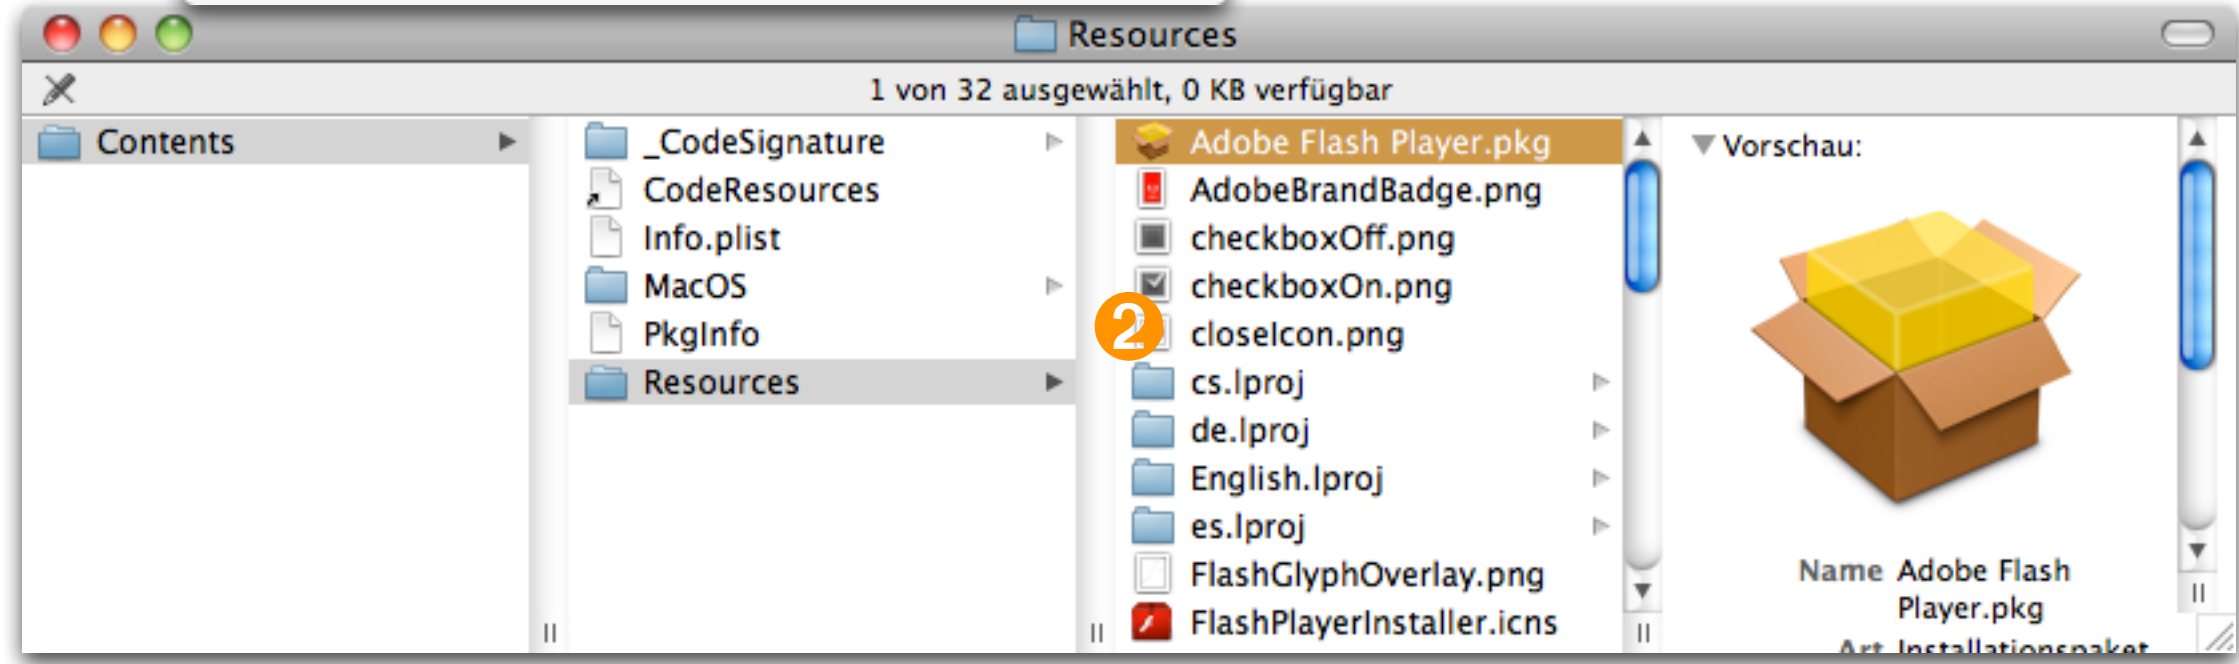 Resources
1 von 32 ausgewählt, 0 KB verfügbar
Contents
_CodeSignature
CodeResources
Info.plist
MacOS
PkgInfo
Resources
Adobe Flash Player.pkg
AdobeBrandBadge.png
checkboxOff.png
checkboxOn.png
2
closeIcon.png
cs.lproj
de.lproj
English.lproj
es.lproj
FlashGlyphOverlay.png
FlashPlayerInstaller.icns
Vorschau:
Name Adobe Flash
Player.pkg
Art Installationspaket